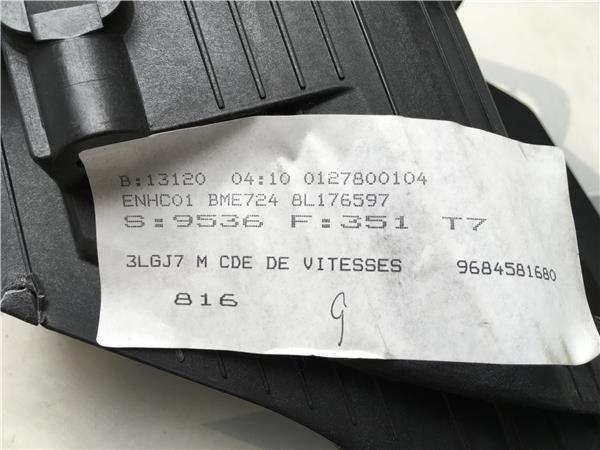 B:13120 04:10 0127800104
ENHC01 BME724 8L176597
S:9536 F:351 T7
3LGJ7 M CDE DE VITESSES 9684581680
816 G